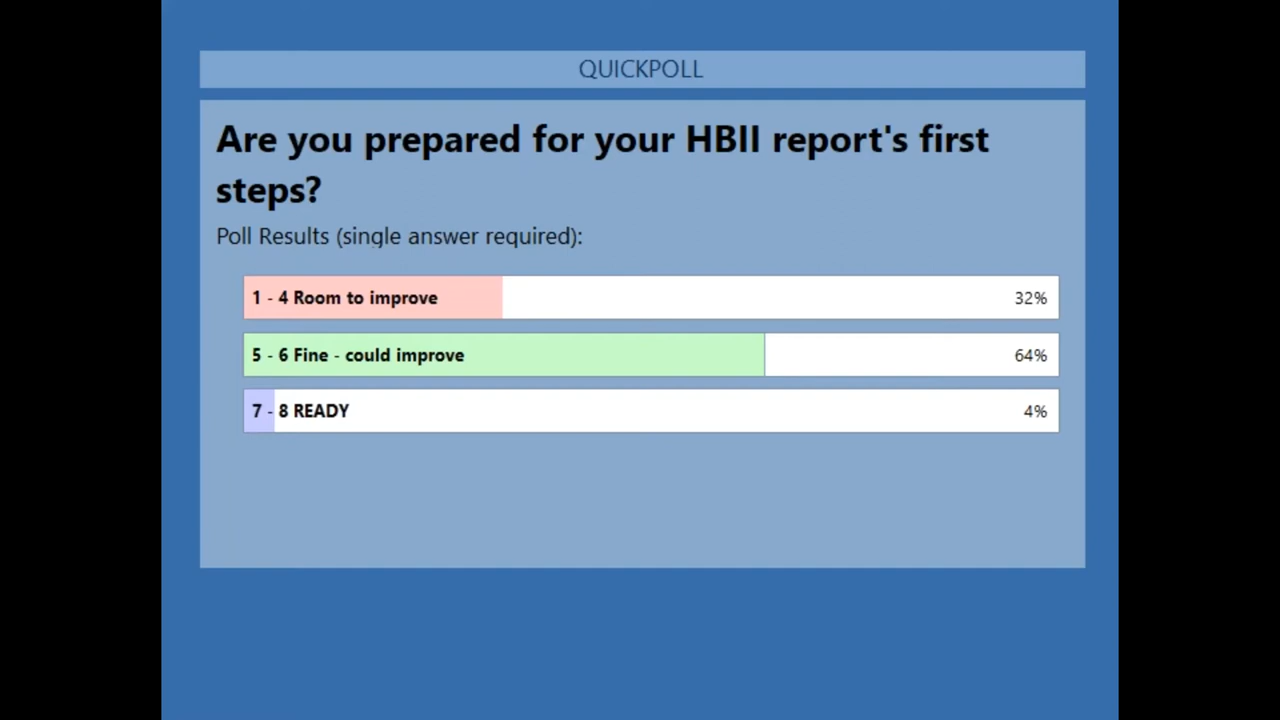 QUICKPOLL
Are you prepared for your HBII report's first
steps?
Poll Results (single answer required):
1 - 4 Room to improve 32%
5 - 6 Fine - could improve 64%
7 - 8 READY 4%